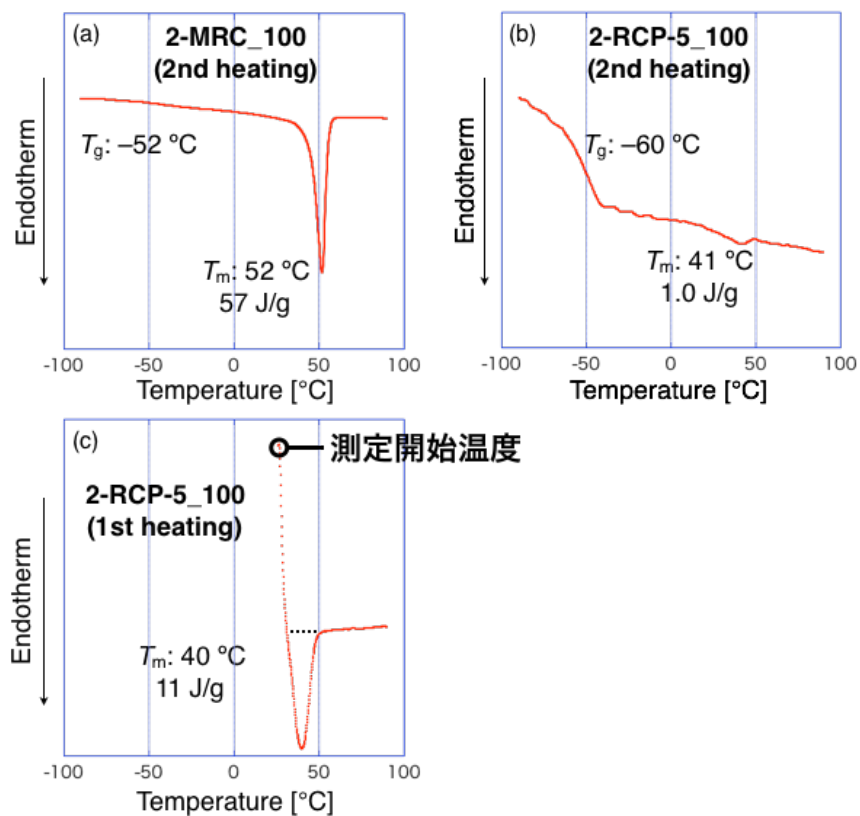 (a)
2-MRC_100
(2nd heating)
Endotherm
Tg: –52 °C
Tm: 52 °C
57 J/g
-100 -50 0 50 100
Temperature [°C]
(b)
2-RCP-5_100
(2nd heating)
Endotherm
Tg: –60 °C
Tm: 41 °C
1.0 J/g
-100 -50 0 50 100
Temperature [°C]
(c)
測定開始温度
2-RCP-5_100
(1st heating)
Endotherm
Tm: 40 °C
11 J/g
-100 -50 0 50 100
Temperature [°C]